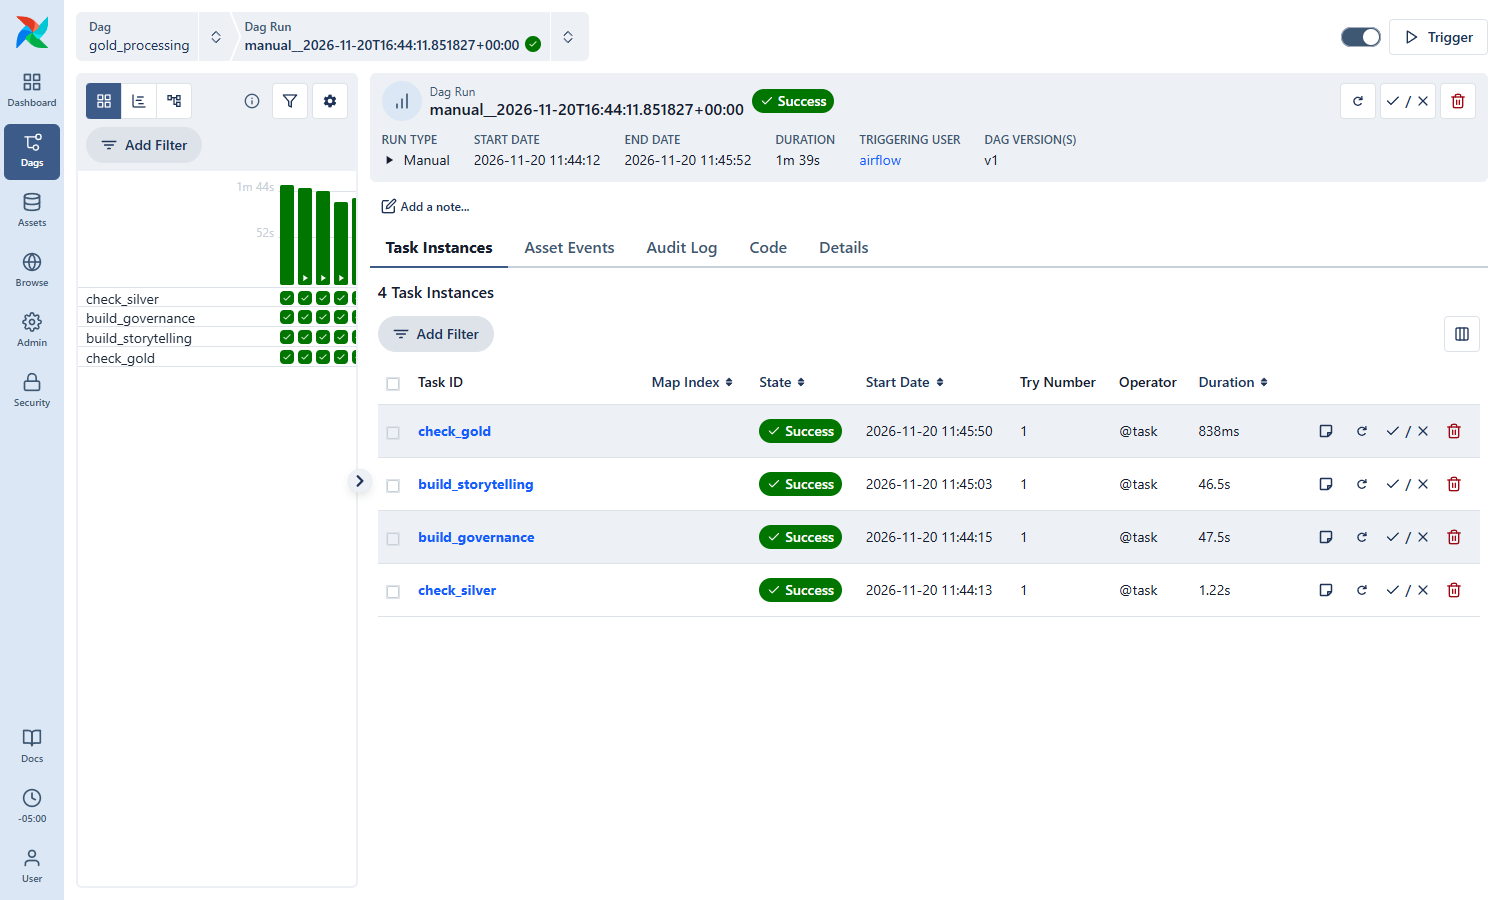 Dag
gold_processing
Dag Run
manual__2026-11-20T16:44:11.851827+00:00
Trigger
Dashboard
Dags
Assets
Browse
Admin
Security
Docs
-05:00
User
Add Filter
1m 44s
52s
check_silver
build_governance
build_storytelling
check_gold
Dag Run
manual__2026-11-20T16:44:11.851827+00:00 Success
RUN TYPE START DATE END DATE DURATION TRIGGERING USER DAG VERSION(S)
Manual 2026-11-20 11:44:12 2026-11-20 11:45:52 1m 39s airflow v1
Add a note...
Task Instances Asset Events Audit Log Code Details
4 Task Instances
Add Filter
Task ID Map Index State Start Date Try Number Operator Duration
check_gold Success 2026-11-20 11:45:50 1 @task 838ms
build_storytelling Success 2026-11-20 11:45:03 1 @task 46.5s
build_governance Success 2026-11-20 11:44:15 1 @task 47.5s
check_silver Success 2026-11-20 11:44:13 1 @task 1.22s